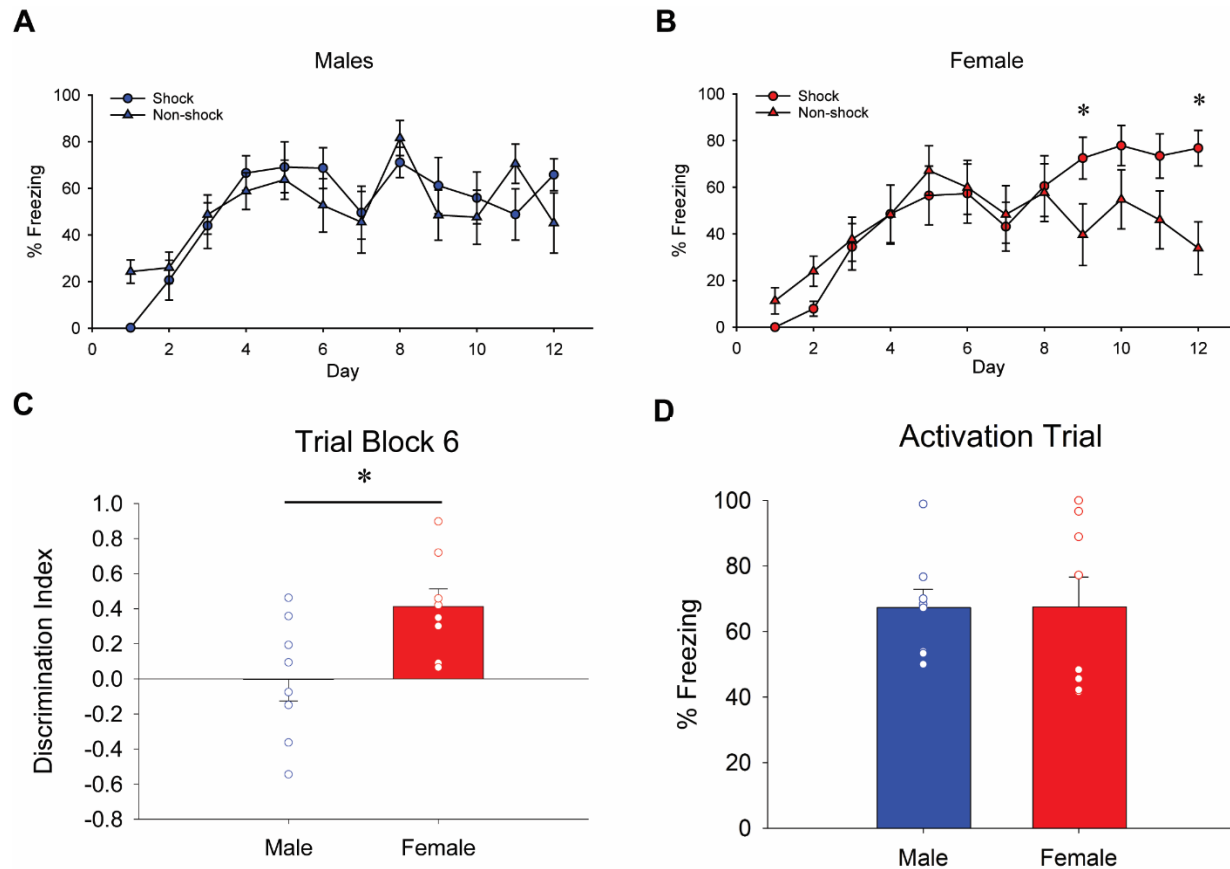 A
Males
Shock
Non-shock
% Freezing
100
80
60
40
20
0
0 2 4 6 8 10 12
Day
B
Female
Shock
Non-shock
*
*
% Freezing
100
80
60
40
20
0
0 2 4 6 8 10 12
Day
C
Trial Block 6
*
Discrimination Index
1.0
0.8
0.6
0.4
0.2
0.0
-0.2
-0.4
-0.6
-0.8
Male Female
D
Activation Trial
% Freezing
100
80
60
40
20
0
Male Female